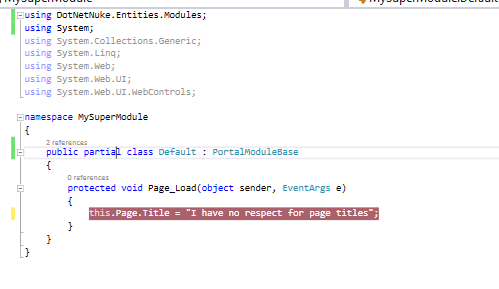 MySuperModule
MySuperModule.Default
using DotNetNuke.Entities.Modules;
using System;
using System.Collections.Generic;
using System.Linq;
using System.Web;
using System.Web.UI;
using System.Web.UI.WebControls;
namespace MySuperModule
{
2 references
public partial class Default : PortalModuleBase
{
0 references
protected void Page_Load(object sender, EventArgs e)
{
this.Page.Title = "I have no respect for page titles";
}
}
}